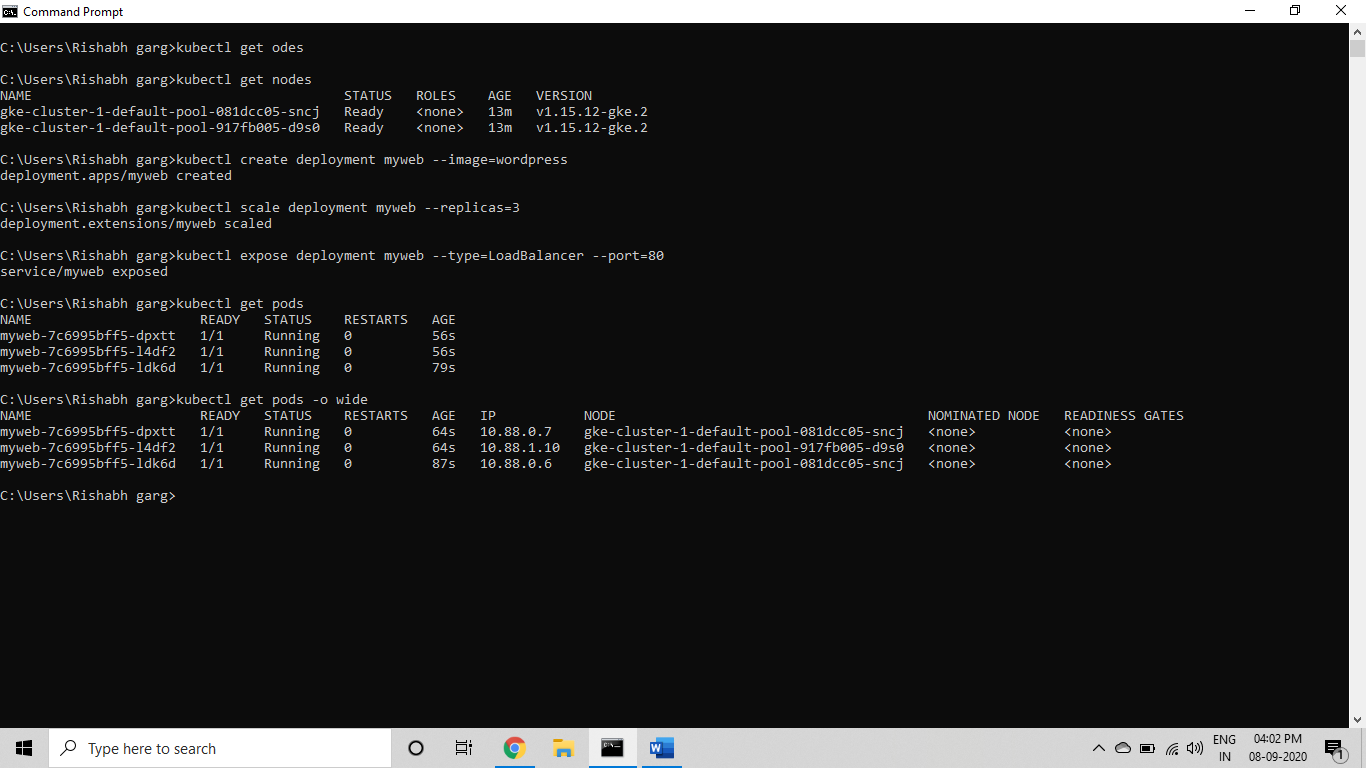 Command Prompt
C:\Users\Rishabh garg>kubectl get odes
C:\Users\Rishabh garg>kubectl get nodes
NAME STATUS ROLES AGE VERSION
gke-cluster-1-default-pool-081dcc05-sncj Ready <none> 13m v1.15.12-gke.2
gke-cluster-1-default-pool-917fb005-d9s0 Ready <none> 13m v1.15.12-gke.2
C:\Users\Rishabh garg>kubectl create deployment myweb --image=wordpress
deployment.apps/myweb created
C:\Users\Rishabh garg>kubectl scale deployment myweb --replicas=3
deployment.extensions/myweb scaled
C:\Users\Rishabh garg>kubectl expose deployment myweb --type=LoadBalancer --port=80
service/myweb exposed
C:\Users\Rishabh garg>kubectl get pods
NAME READY STATUS RESTARTS AGE
myweb-7c6995bff5-dpxtt 1/1 Running 0 56s
myweb-7c6995bff5-l4df2 1/1 Running 0 56s
myweb-7c6995bff5-ldk6d 1/1 Running 0 79s
C:\Users\Rishabh garg>kubectl get pods -o wide
NAME READY STATUS RESTARTS AGE IP NODE NOMINATED NODE READINESS GATES
myweb-7c6995bff5-dpxtt 1/1 Running 0 64s 10.88.0.7 gke-cluster-1-default-pool-081dcc05-sncj <none> <none>
myweb-7c6995bff5-l4df2 1/1 Running 0 64s 10.88.1.10 gke-cluster-1-default-pool-917fb005-d9s0 <none> <none>
myweb-7c6995bff5-ldk6d 1/1 Running 0 87s 10.88.0.6 gke-cluster-1-default-pool-081dcc05-sncj <none> <none>
C:\Users\Rishabh garg>
Type here to search
ENG
IN
04:02 PM
08-09-2020
1